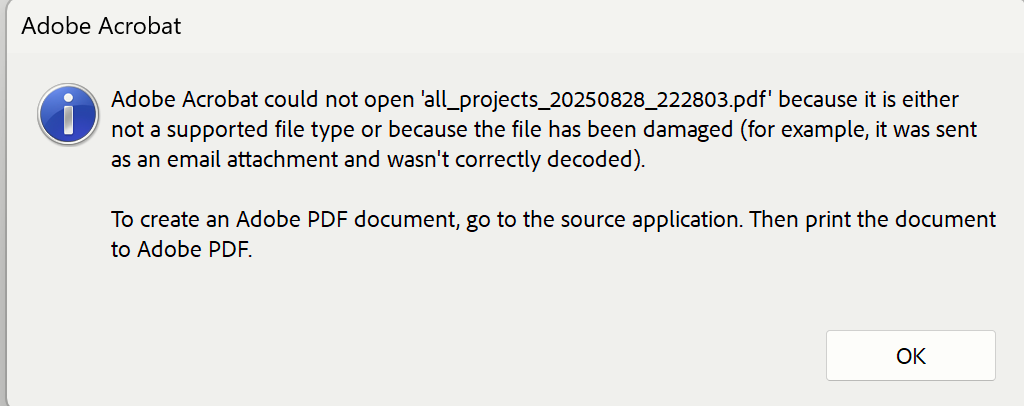 Adobe Acrobat
Adobe Acrobat could not open 'all_projects_20250828_222803.pdf' because it is either
not a supported file type or because the file has been damaged (for example, it was sent
as an email attachment and wasn't correctly decoded).
To create an Adobe PDF document, go to the source application. Then print the document
to Adobe PDF.
OK